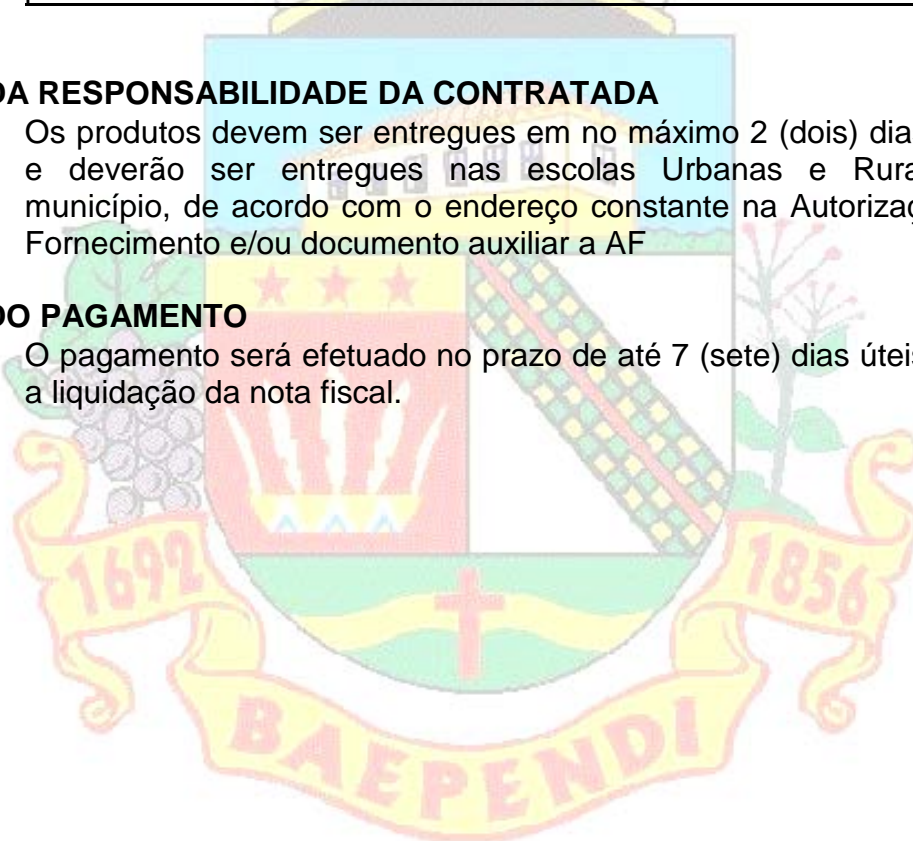 DA RESPONSABILIDADE DA CONTRATADA
Os produtos devem ser entregues em no máximo 2 (dois) dia
e deverão ser entregues nas escolas Urbanas e Rura
município, de acordo com o endereço constante na Autorizaç
Fornecimento e/ou documento auxiliar a AF
DO PAGAMENTO
O pagamento será efetuado no prazo de até 7 (sete) dias úteis
a liquidação da nota fiscal.
1692
1856
BAEPENDI